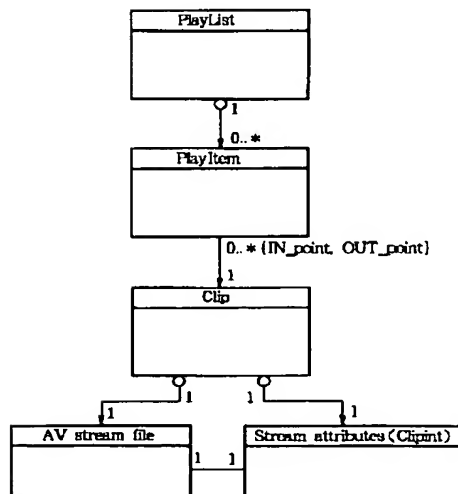 PlayList
1
0..*
PlayItem
0..* {IN_point, OUT_point}
1
Clip
1 1
1 1
AV stream file Stream attributes (Clipint)
1 1